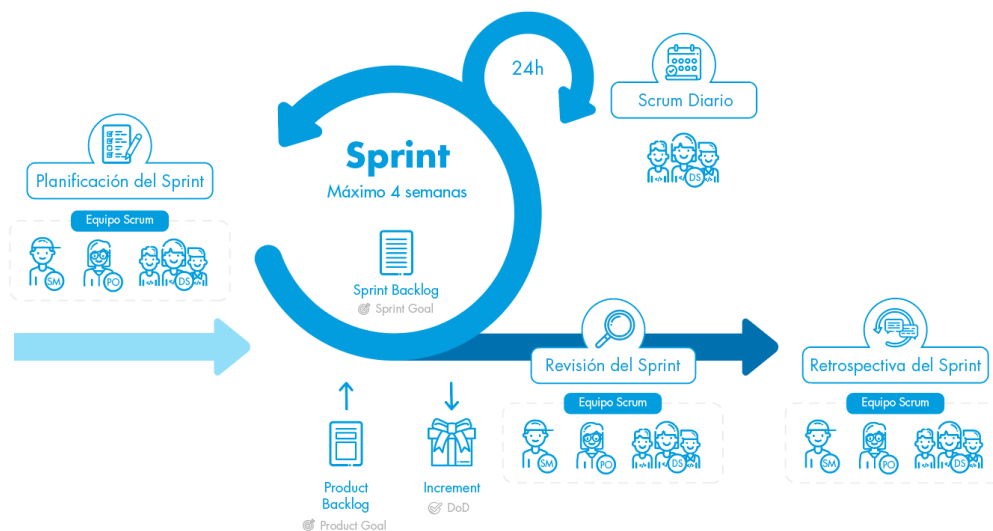 24h
Scrum Diario
DS
Sprint
Máximo 4 semanas
Planificación del Sprint
Equipo Scrum
SM
PO
DS
Sprint Backlog
Sprint Goal
Revisión del Sprint
Equipo Scrum
SM
PO
DS
Retrospectiva del Sprint
Equipo Scrum
SM
PO
DS
Product
Backlog
Product Goal
Increment
DoD